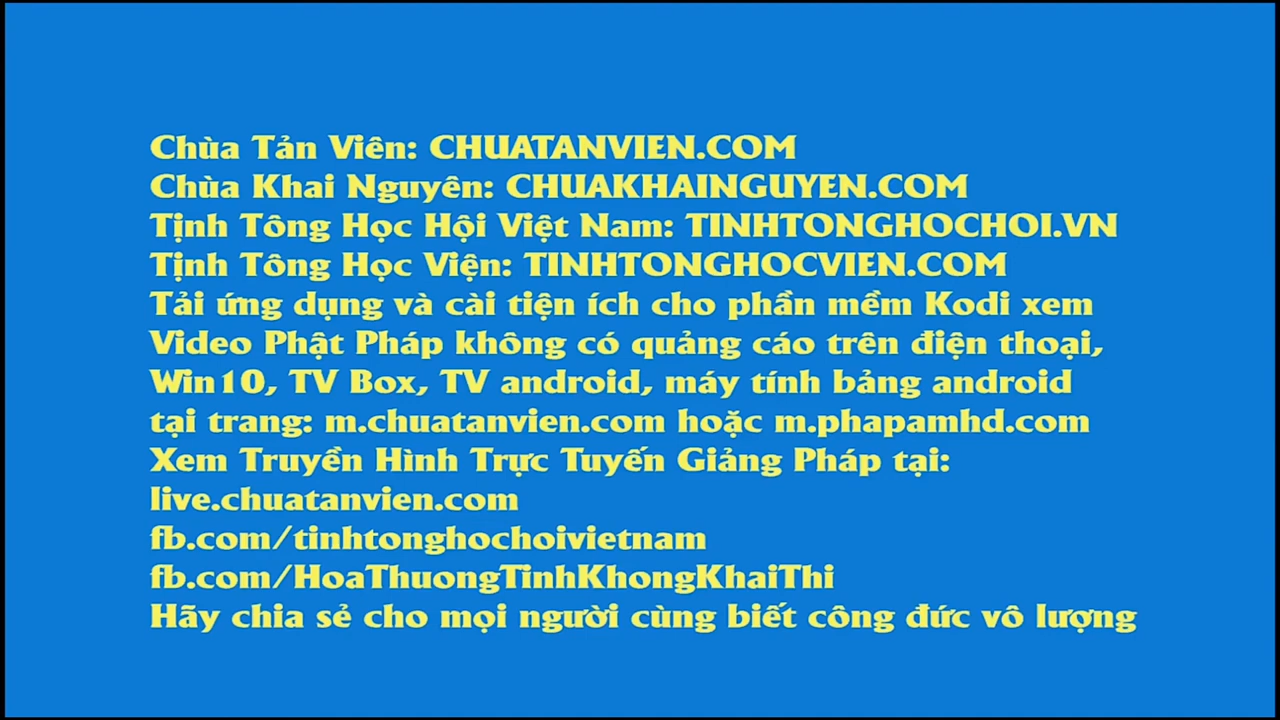 Chùa Tản Viên: CHUATANVIEN.COM
Chùa Khai Nguyên: CHUAKHAINGUYEN.COM
Tịnh Tông Học Hội Việt Nam: TINHTONGHOCHOI.VN
Tịnh Tông Học Viện: TINHTONGHOCVIEN.COM
Tải ứng dụng và cài tiện ích cho phần mềm Kodi xem
Video Phật Pháp không có quảng cáo trên điện thoại,
Win10, TV Box, TV android, máy tính bảng android
tại trang: m.chuatanvien.com hoặc m.phapamhd.com
Xem Truyền Hình Trực Tuyến Giảng Pháp tại:
live.chuatanvien.com
fb.com/tinhtonghochoivietnam
fb.com/HoaThuongTinhKhongKhaiThi
Hãy chia sẻ cho mọi người cùng biết công đức vô lượng